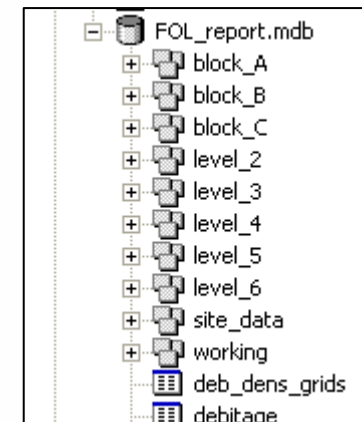 FOL_report.mdb
block_A
block_B
block_C
level_2
level_3
level_4
level_5
level_6
site_data
working
deb_dens_grids
debitage